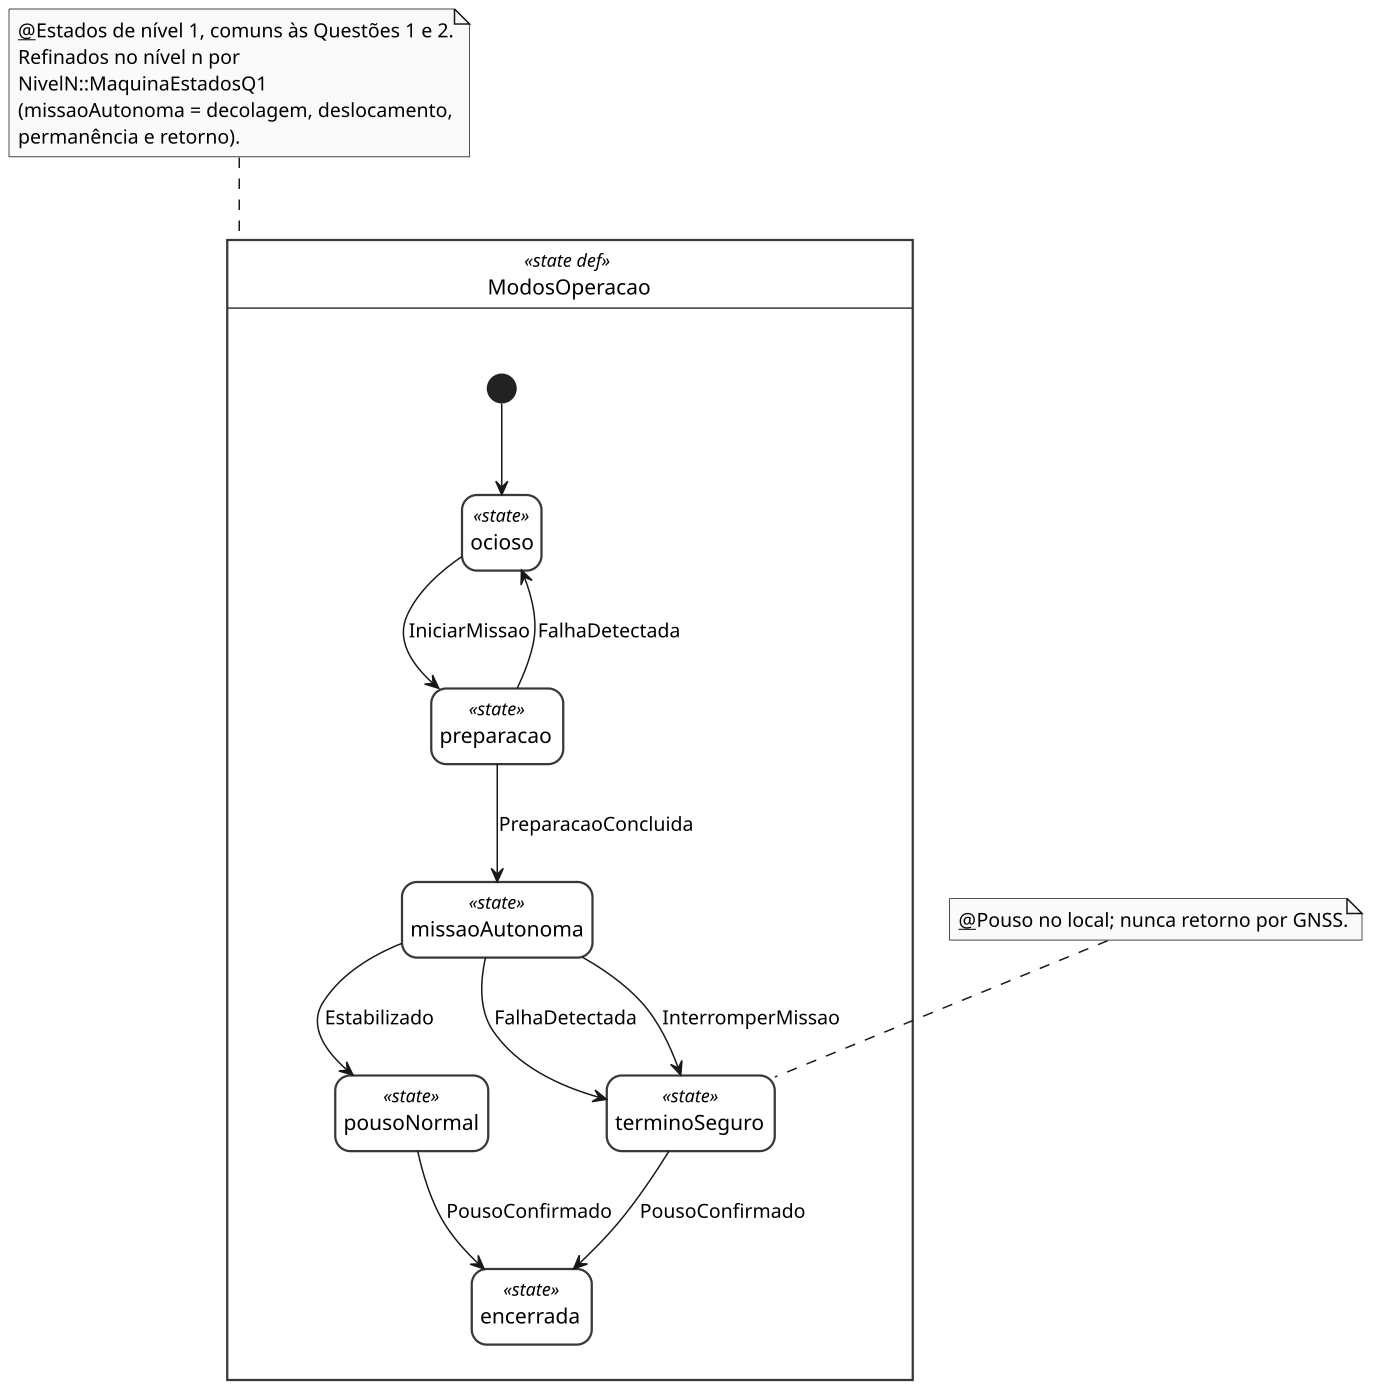 @Estados de nível 1, comuns às Questões 1 e 2.
Refinados no nível n por
NivelN::MaquinaEstadosQ1
(missaoAutonoma = decolagem, deslocamento,
permanência e retorno).
«state def»
ModosOperacao
«state»
ocioso
IniciarMissao
FalhaDetectada
«state»
preparacao
PreparacaoConcluida
«state»
missaoAutonoma
@Pouso no local; nunca retorno por GNSS.
Estabilizado
FalhaDetectada
InterromperMissao
«state»
pousoNormal
«state»
terminoSeguro
PousoConfirmado
PousoConfirmado
«state»
encerrada